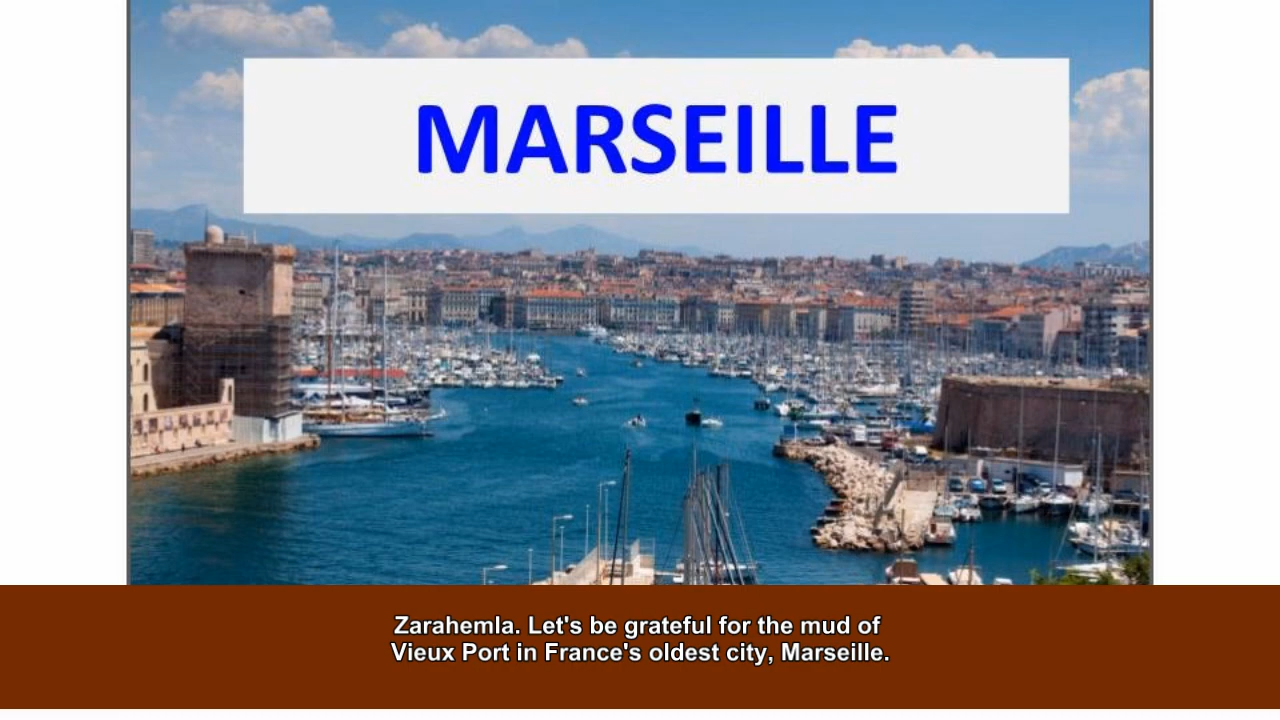 MARSEILLE
Zarahemla. Let's be grateful for the mud of
Vieux Port in France's oldest city, Marseille.